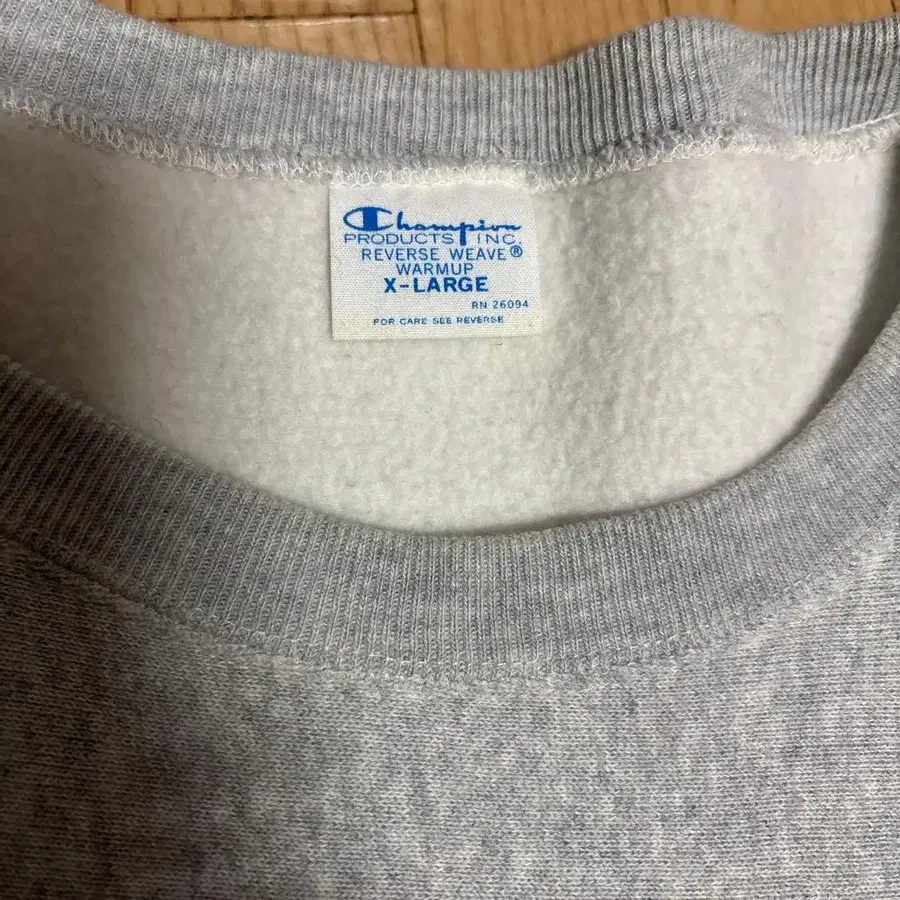 Champion
PRODUCTS INC.
REVERSE WEAVE®
WARMUP
X-LARGE
RN 26094
FOR CARE SEE REVERSE